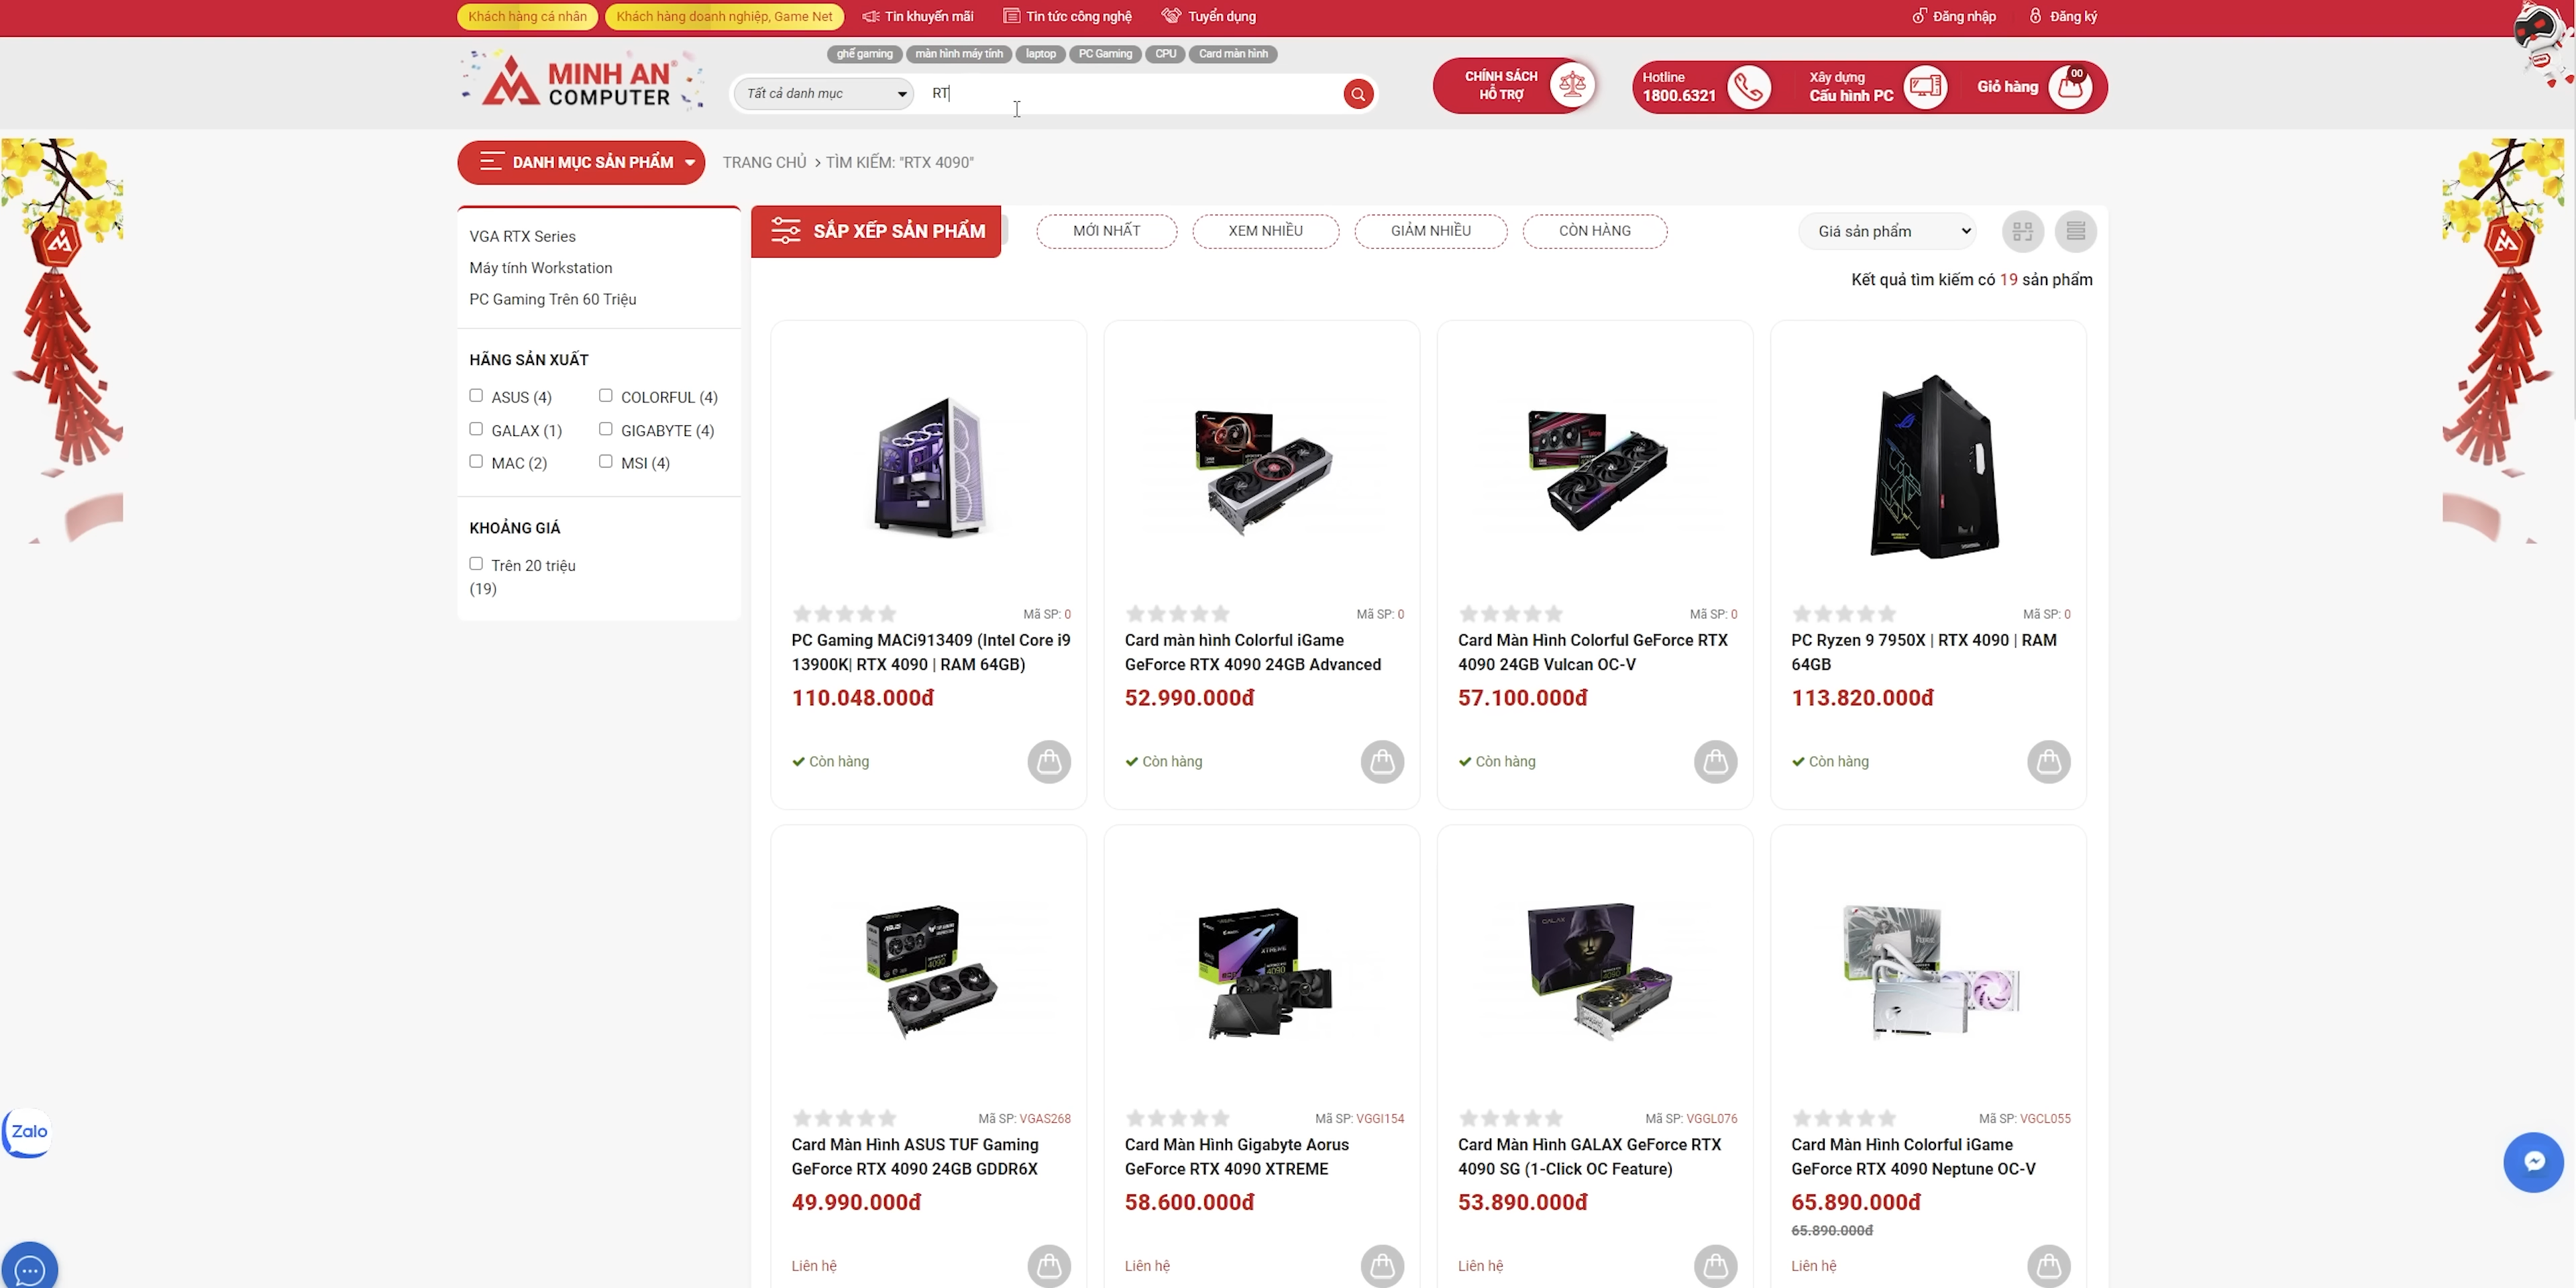 Khách hàng cá nhân
Khách hàng doanh nghiệp, Game Net
Tin khuyến mãi
Tin tức công nghệ
Tuyển dụng
Đăng nhập
Đăng ký
MINH AN
COMPUTER
ghế gaming
màn hình máy tính
laptop
PC Gaming
CPU
Card màn hình
Tất cả danh mục
RT
CHÍNH SÁCH
HỖ TRỢ
Hotline
1800.6321
Xây dựng
Cấu hình PC
Giỏ hàng
00
DANH MỤC SẢN PHẨM
TRANG CHỦ › TÌM KIẾM: "RTX 4090"
VGA RTX Series
Máy tính Workstation
PC Gaming Trên 60 Triệu
HÃNG SẢN XUẤT
ASUS (4)
COLORFUL (4)
GALAX (1)
GIGABYTE (4)
MAC (2)
MSI (4)
KHOẢNG GIÁ
Trên 20 triệu
(19)
SẮP XẾP SẢN PHẨM
MỚI NHẤT
XEM NHIỀU
GIẢM NHIỀU
CÒN HÀNG
Giá sản phẩm
Kết quả tìm kiếm có 19 sản phẩm
Mã SP: 0
PC Gaming MACi913409 (Intel Core i9
13900K| RTX 4090 | RAM 64GB)
110.048.000đ
Còn hàng
Mã SP: 0
Card màn hình Colorful iGame
GeForce RTX 4090 24GB Advanced
52.990.000đ
Còn hàng
Mã SP: 0
Card Màn Hình Colorful GeForce RTX
4090 24GB Vulcan OC-V
57.100.000đ
Còn hàng
Mã SP: 0
PC Ryzen 9 7950X | RTX 4090 | RAM
64GB
113.820.000đ
Còn hàng
ASUS
4090
Mã SP: VGAS268
Card Màn Hình ASUS TUF Gaming
GeForce RTX 4090 24GB GDDR6X
49.990.000đ
Liên hệ
XTREME
4090
Mã SP: VGGI154
Card Màn Hình Gigabyte Aorus
GeForce RTX 4090 XTREME
58.600.000đ
Liên hệ
GALAX
Mã SP: VGGL076
Card Màn Hình GALAX GeForce RTX
4090 SG (1-Click OC Feature)
53.890.000đ
Liên hệ
Mã SP: VGCL055
Card Màn Hình Colorful iGame
GeForce RTX 4090 Neptune OC-V
65.890.000đ
65.890.000đ
Liên hệ
Zalo